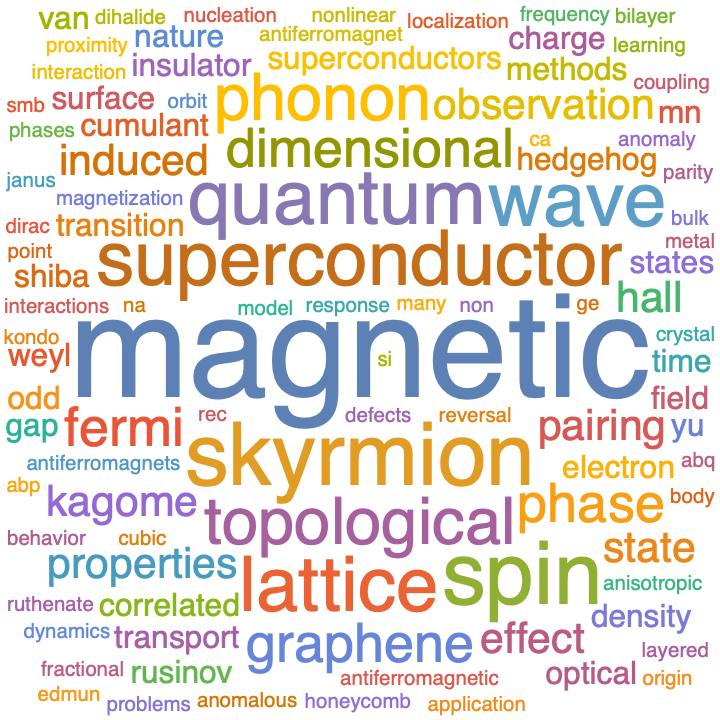 van dihalide nucleation nonlinear localization frequency bilayer
proximity nature antiferromagnet charge learning
interaction insulator superconductors methods coupling
smb surface orbit phonon observation mn
phases cumulant dimensional ca anomaly
janus induced hedgehog parity
magnetization quantum wave bulk
dirac transition metal
point superconductor states
shiba hall
interactions na model response many non ge
kondo magnetic crystal
weyl si time
odd field
gap fermi rec defects reversal pairing yu
antiferromagnets skyrmion electron abq
abp kagome phase body
behavior cubic topological state
properties lattice spin anisotropic
ruthenate correlated density
dynamics transport graphene effect layered
fractional rusinov antiferromagnetic optical origin
edmun problems anomalous honeycomb application